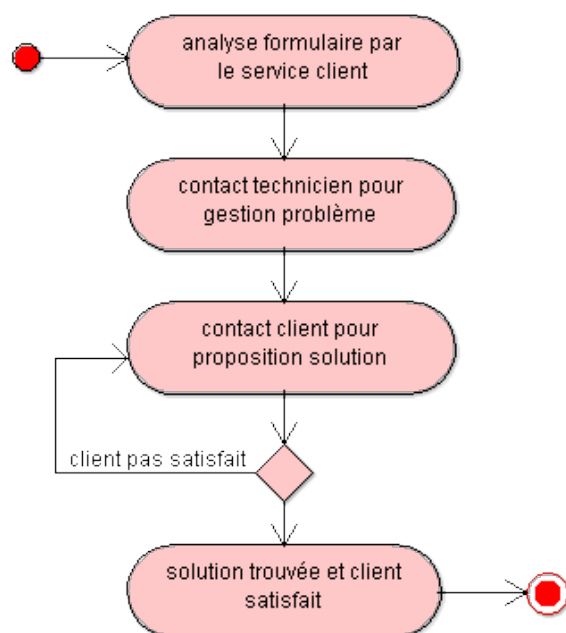 analyse formulaire par
le service client
contact technicien pour
gestion problème
contact client pour
proposition solution
client pas satisfait
solution trouvée et client
satisfait